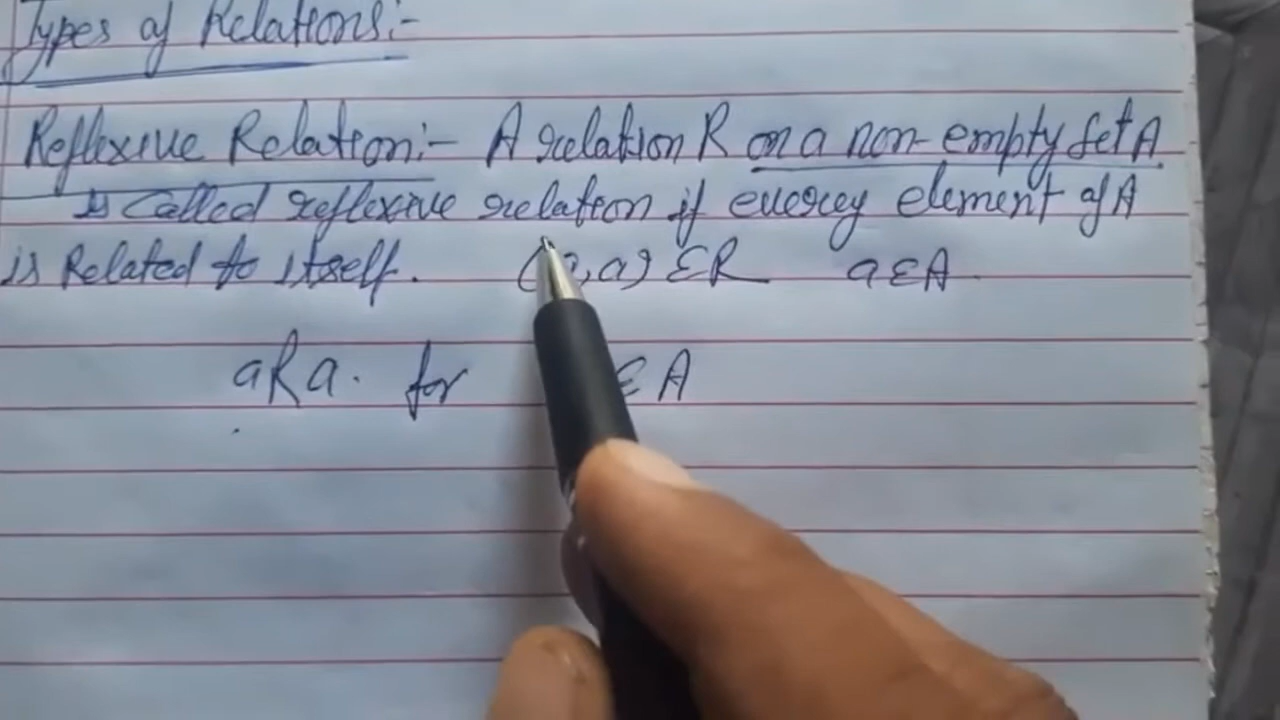 Types of Relations:-
Reflexive Relation:- A relation R on a non-empty set A
is called reflexive relation if every element of A
is Related to itself. (a,a) ∈ R a ∈ A
aRa. for ∈ A